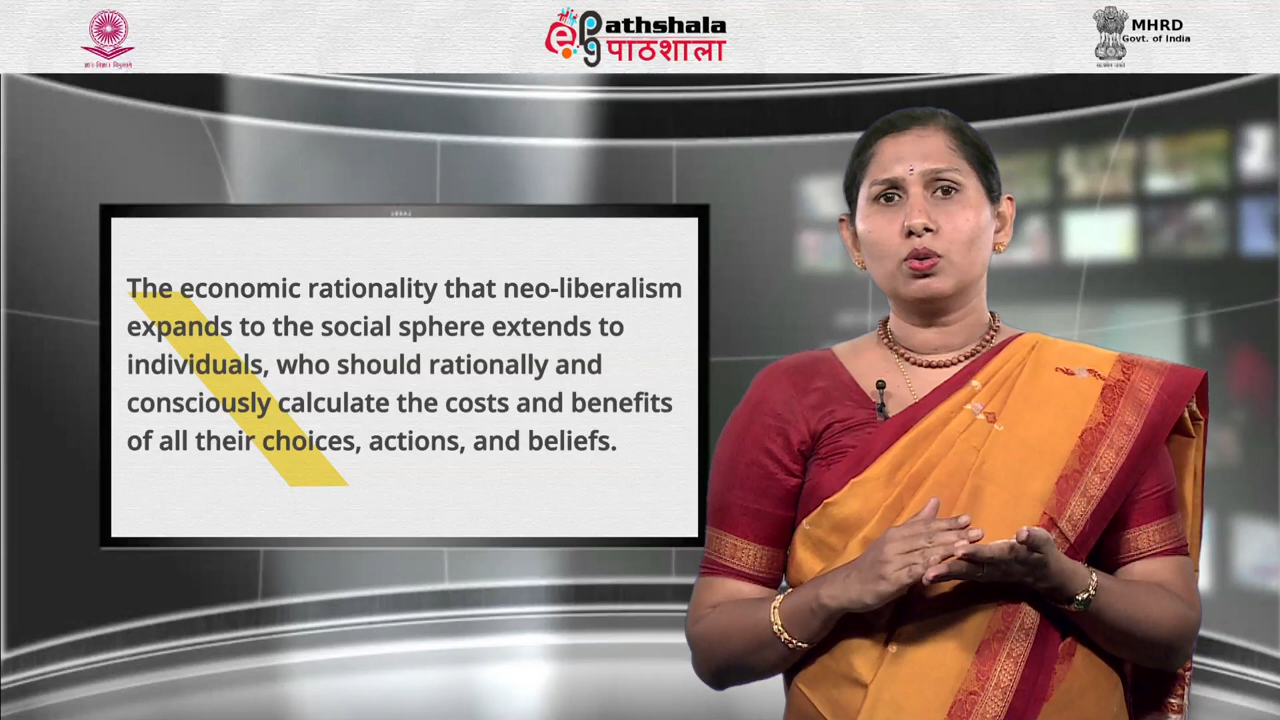 Pathshala
पाठशाला
MHRD
Govt. of India
The economic rationality that neo-liberalism
expands to the social sphere extends to
individuals, who should rationally and
consciously calculate the costs and benefits
of all their choices, actions, and beliefs.